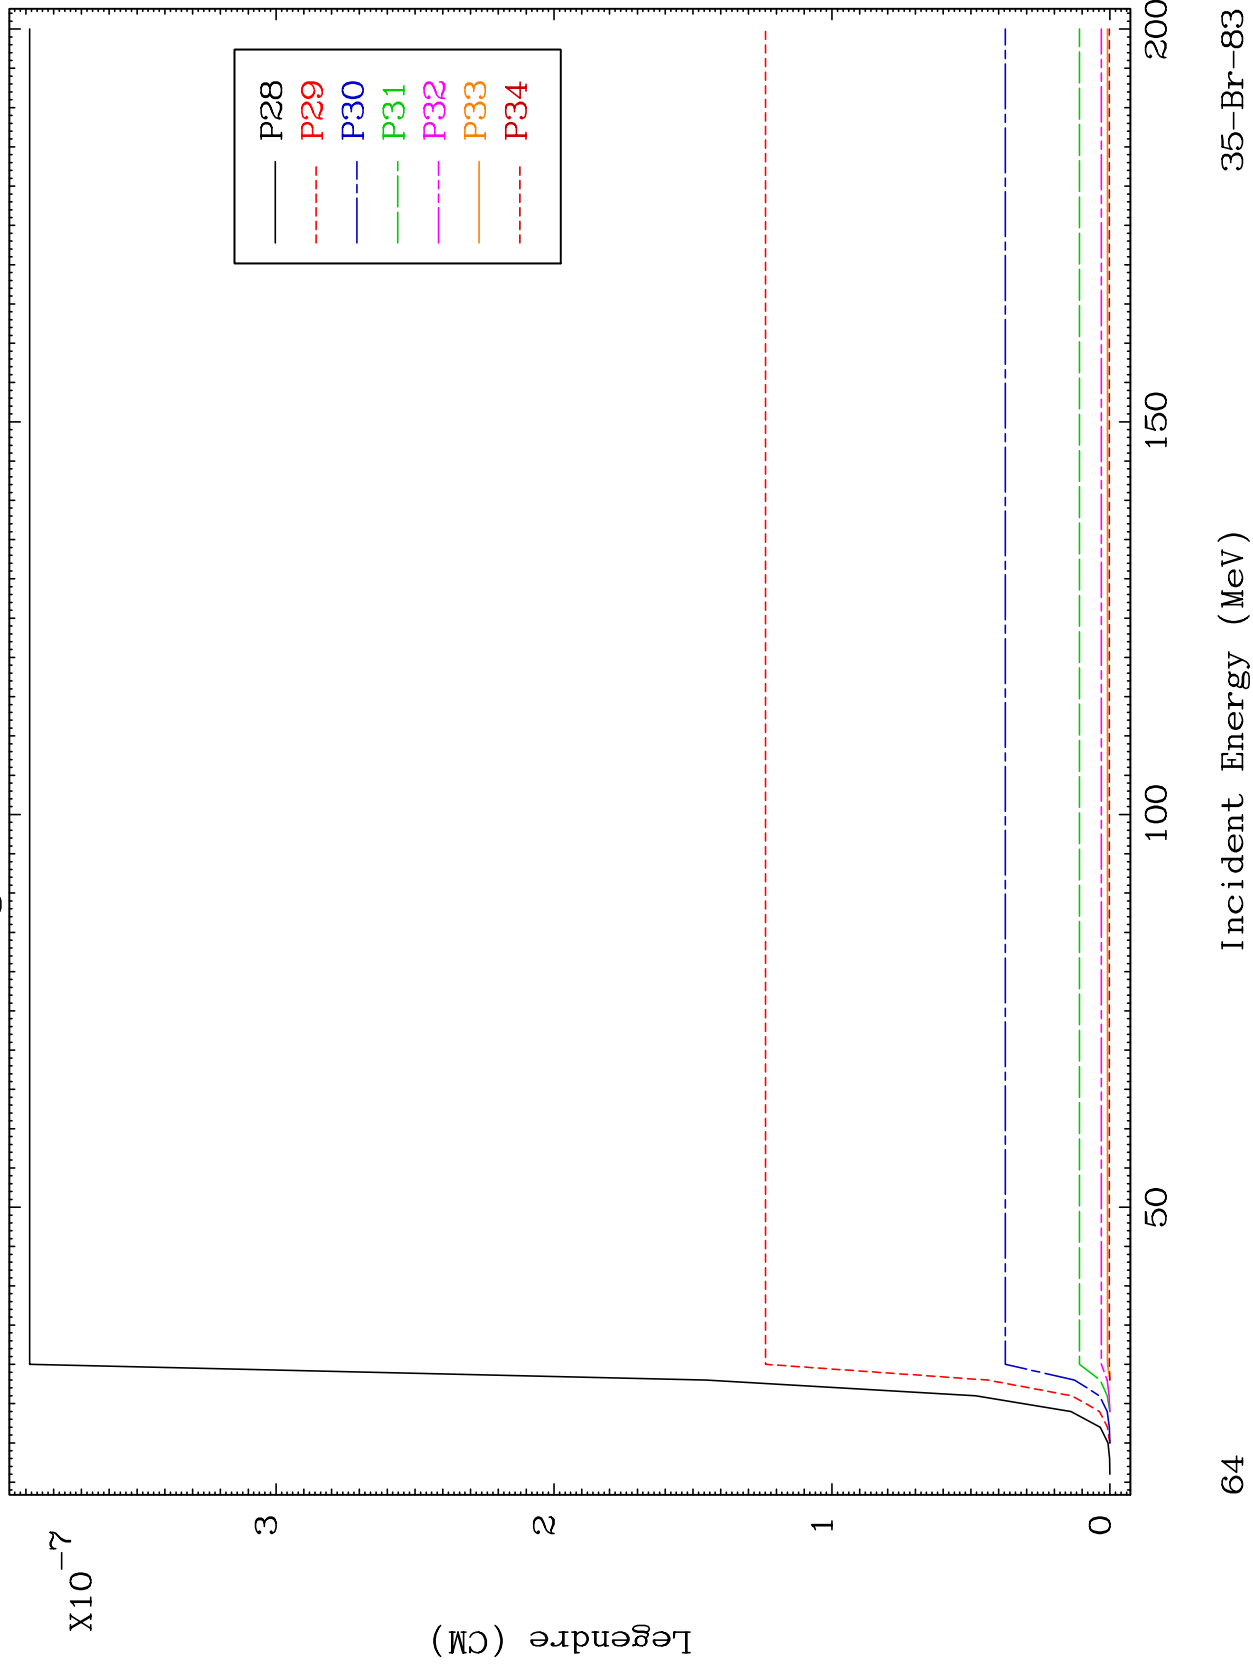 X10⁻⁷
Legendre (CM)
3
2
1
0
50
100
150
200
Incident Energy (MeV)
P28
P29
P30
P31
P32
P33
P34
64
35-Br-83